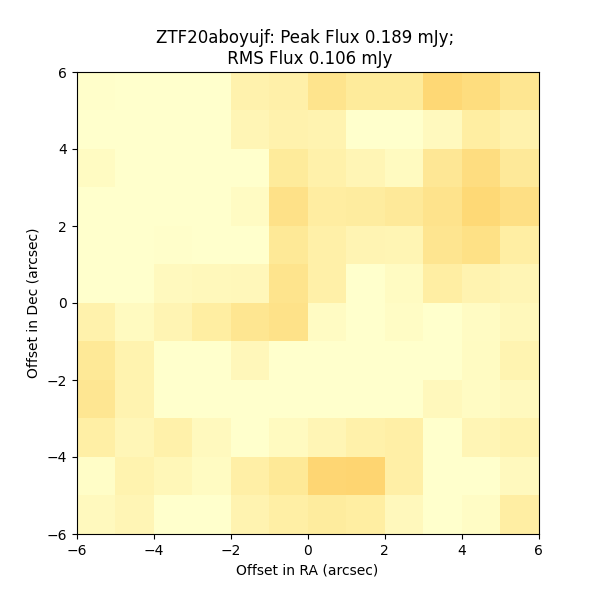 ZTF20aboyujf: Peak Flux 0.189 mJy;
RMS Flux 0.106 mJy
6
4
2
0
−2
−4
−6
Offset in Dec (arcsec)
−6 −4 −2 0 2 4 6
Offset in RA (arcsec)